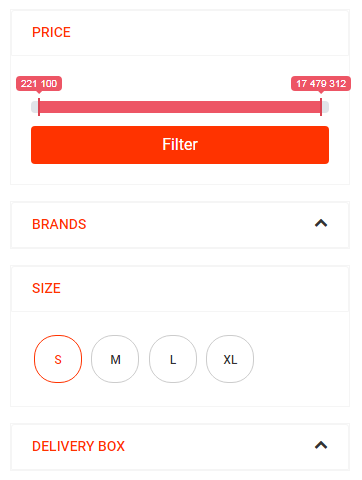 PRICE
221 100 17 479 312
Filter
BRANDS
SIZE
S M L XL
DELIVERY BOX